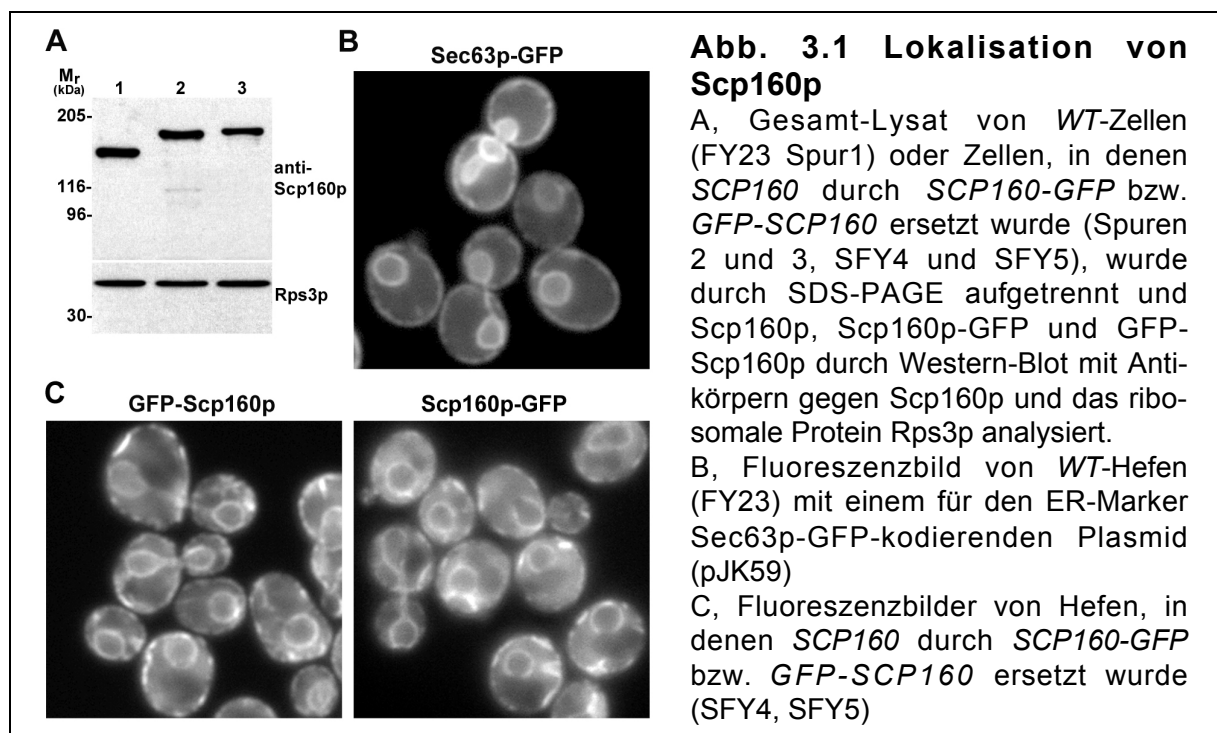 A
Mr
(kDa)
1 2 3
205-
116-
96-
30-
anti-
Scp160p
Rps3p
B
Sec63p-GFP
C
GFP-Scp160p
Scp160p-GFP
Abb. 3.1 Lokalisation von
Scp160p
A, Gesamt-Lysat von WT-Zellen
(FY23 Spur1) oder Zellen, in denen
SCP160 durch SCP160-GFP bzw.
GFP-SCP160 ersetzt wurde (Spuren
2 und 3, SFY4 und SFY5), wurde
durch SDS-PAGE aufgetrennt und
Scp160p, Scp160p-GFP und GFP-
Scp160p durch Western-Blot mit Anti-
körpern gegen Scp160p und das ribo-
somale Protein Rps3p analysiert.
B, Fluoreszenzbild von WT-Hefen
(FY23) mit einem für den ER-Marker
Sec63p-GFP-kodierenden Plasmid
(pJK59)
C, Fluoreszenzbilder von Hefen, in
denen SCP160 durch SCP160-GFP
bzw. GFP-SCP160 ersetzt wurde
(SFY4, SFY5)